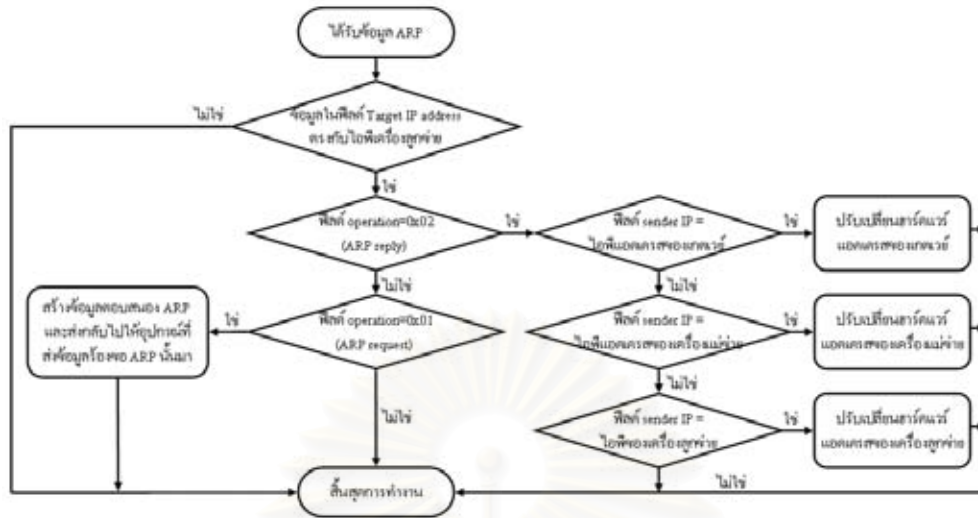 ได้รับข้อมูล ARP
ไม่ใช่
ข้อมูลในฟิลด์ Target IP address
ตรงกับไอพีเครื่องลูกข่าย
ใช่
ฟิลด์ operation=0x02
(ARP reply)
ใช่
ฟิลด์ sender IP =
ไอพีแอดเดรสของเกตเวย์
ใช่
ปรับเปลี่ยนฮาร์ดแวร์
แอดเดรสของเกตเวย์
ไม่ใช่
ไม่ใช่
สร้างข้อมูลตอบสนอง ARP
และส่งกลับไปให้อุปกรณ์ที่
ส่งข้อมูลร้องขอ ARP นั้นมา
ใช่
ฟิลด์ operation=0x01
(ARP request)
ฟิลด์ sender IP =
ไอพีแอดเดรสของเครื่องแม่ข่าย
ใช่
ปรับเปลี่ยนฮาร์ดแวร์
แอดเดรสของเครื่องแม่ข่าย
ไม่ใช่
ไม่ใช่
ฟิลด์ sender IP =
ไอพีของเครื่องลูกข่าย
ใช่
ปรับเปลี่ยนฮาร์ดแวร์
แอดเดรสของเครื่องลูกข่าย
ไม่ใช่
สิ้นสุดการทำงาน